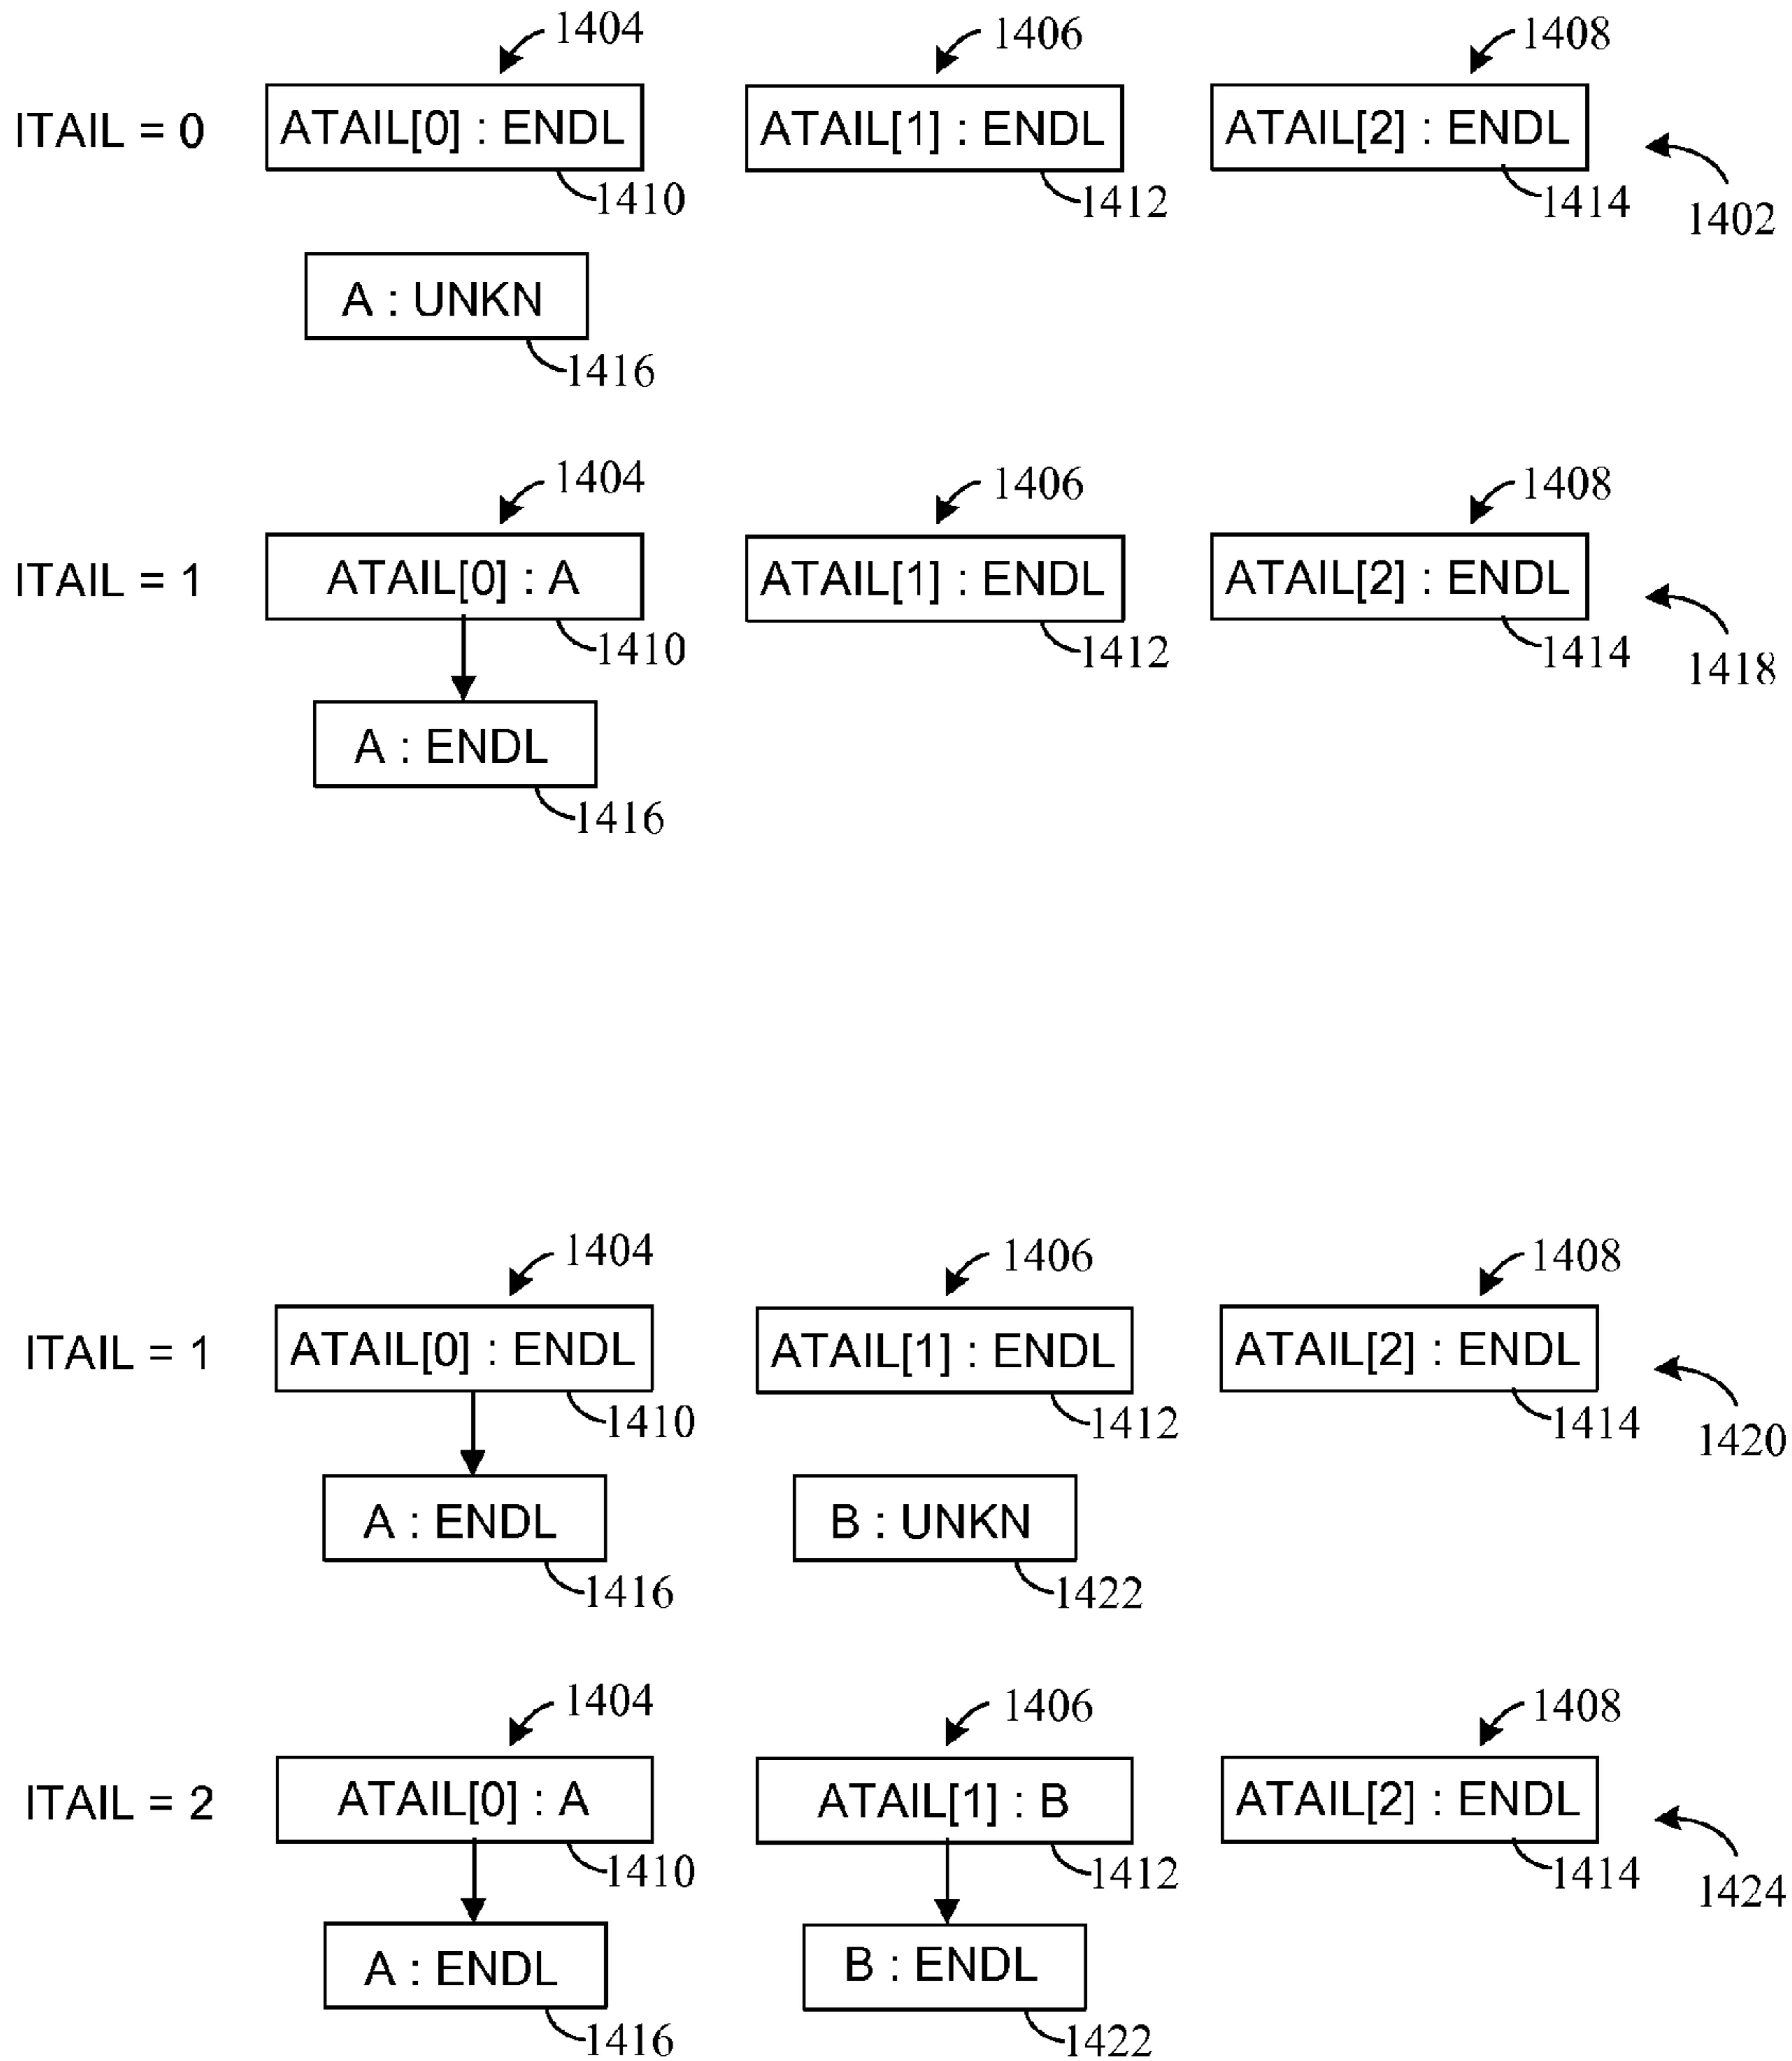 1404 1406 1408
ITAIL = 0 ATAIL[0] : ENDL ATAIL[1] : ENDL ATAIL[2] : ENDL
1410 1412 1414 1402
A : UNKN
1416
1404 1406 1408
ITAIL = 1 ATAIL[0] : A ATAIL[1] : ENDL ATAIL[2] : ENDL
1410 1412 1414 1418
A : ENDL
1416
1404 1406 1408
ITAIL = 1 ATAIL[0] : ENDL ATAIL[1] : ENDL ATAIL[2] : ENDL
1410 1412 1414 1420
A : ENDL B : UNKN
1416 1422
1404 1406 1408
ITAIL = 2 ATAIL[0] : A ATAIL[1] : B ATAIL[2] : ENDL
1410 1412 1414 1424
A : ENDL B : ENDL
1416 1422